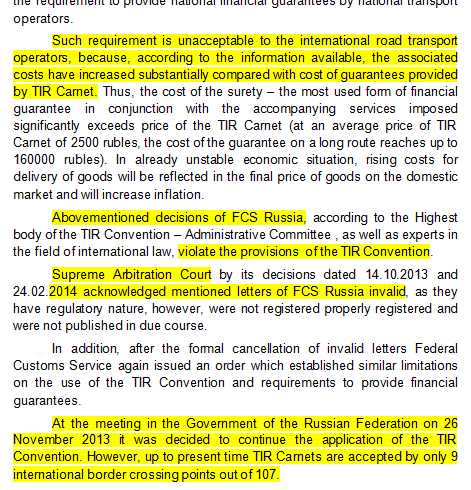 the requirement to provide national financial guarantees by national transport
operators.
Such requirement is unacceptable to the international road transport
operators, because, according to the information available, the associated
costs have increased substantially compared with cost of guarantees provided
by TIR Carnet. Thus, the cost of the surety – the most used form of financial
guarantee in conjunction with the accompanying services imposed
significantly exceeds price of the TIR Carnet (at an average price of TIR
Carnet of 2500 rubles, the cost of the guarantee on a long route reaches up to
160000 rubles). In already unstable economic situation, rising costs for
delivery of goods will be reflected in the final price of goods on the domestic
market and will increase inflation.
Abovementioned decisions of FCS Russia, according to the Highest
body of the TIR Convention – Administrative Committee , as well as experts in
the field of international law, violate the provisions of the TIR Convention.
Supreme Arbitration Court by its decisions dated 14.10.2013 and
24.02.2014 acknowledged mentioned letters of FCS Russia invalid, as they
have regulatory nature, however, were not registered properly registered and
were not published in due course.
In addition, after the formal cancellation of invalid letters Federal
Customs Service again issued an order which established similar limitations
on the use of the TIR Convention and requirements to provide financial
guarantees.
At the meeting in the Government of the Russian Federation on 26
November 2013 it was decided to continue the application of the TIR
Convention. However, up to present time TIR Carnets are accepted by only 9
international border crossing points out of 107.